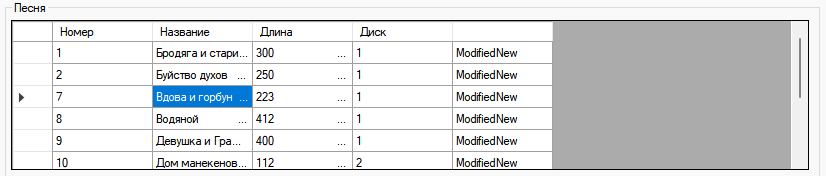 Песня
Номер Название Длина Диск
1 Бродяга и стари... 300 ... 1 ModifiedNew
2 Буйство духов ... 250 ... 1 ModifiedNew
7 Вдова и горбун ... 223 ... 1 ModifiedNew
8 Водяной ... 412 ... 1 ModifiedNew
9 Девушка и Гра... 400 ... 1 ModifiedNew
10 Дом манекенов... 112 ... 2 ModifiedNew